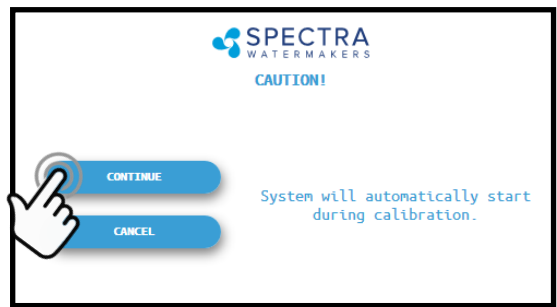 SPECTRA
WATERMAKERS
CAUTION!
CONTINUE
System will automatically start
during calibration.
CANCEL